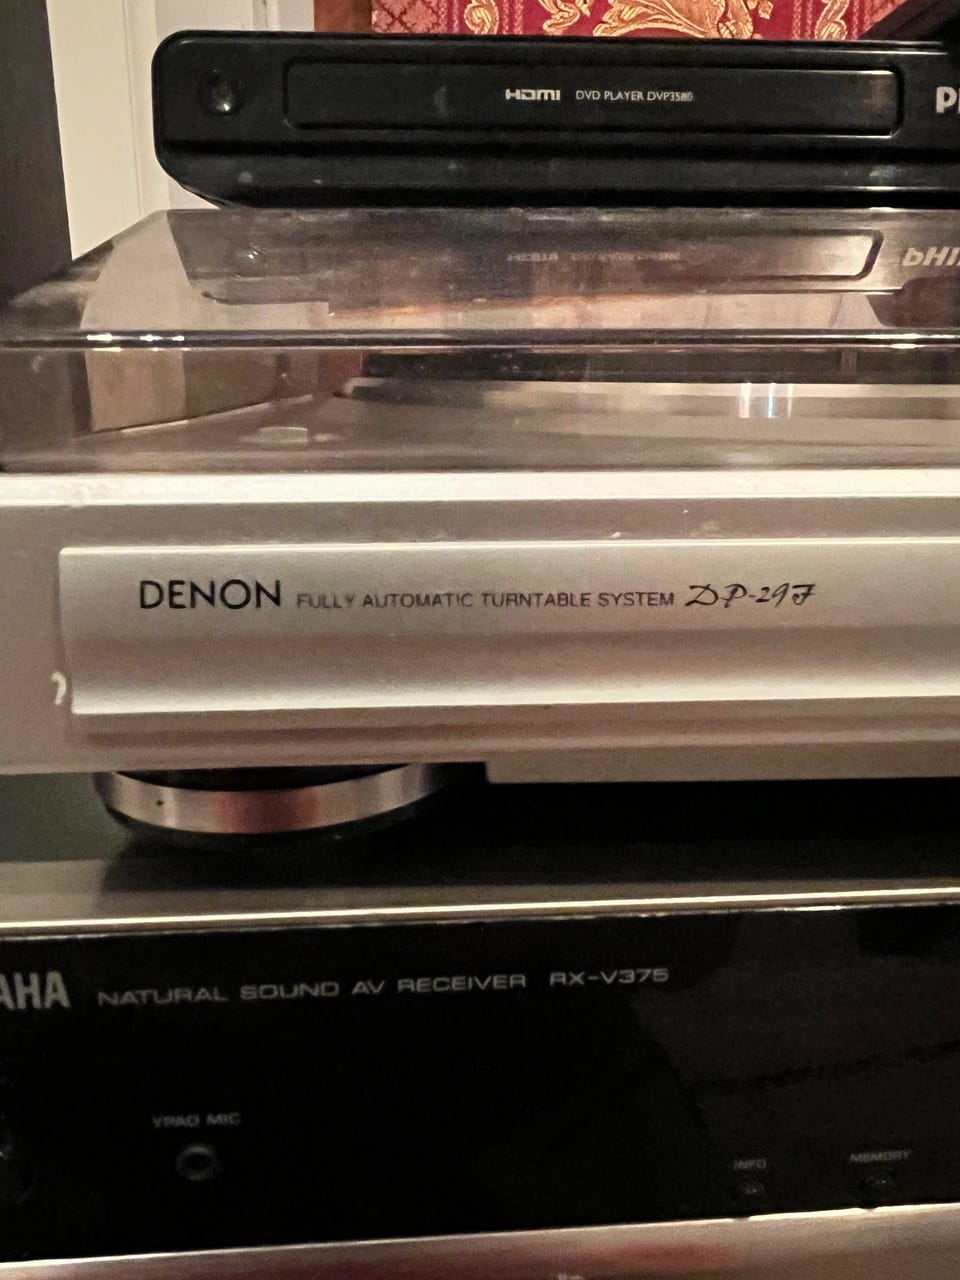 HDMI DVD PLAYER DVP3580
DENON FULLY AUTOMATIC TURNTABLE SYSTEM DP-29F
AHA NATURAL SOUND AV RECEIVER RX-V375
YPAO MIC
INFO MEMORY